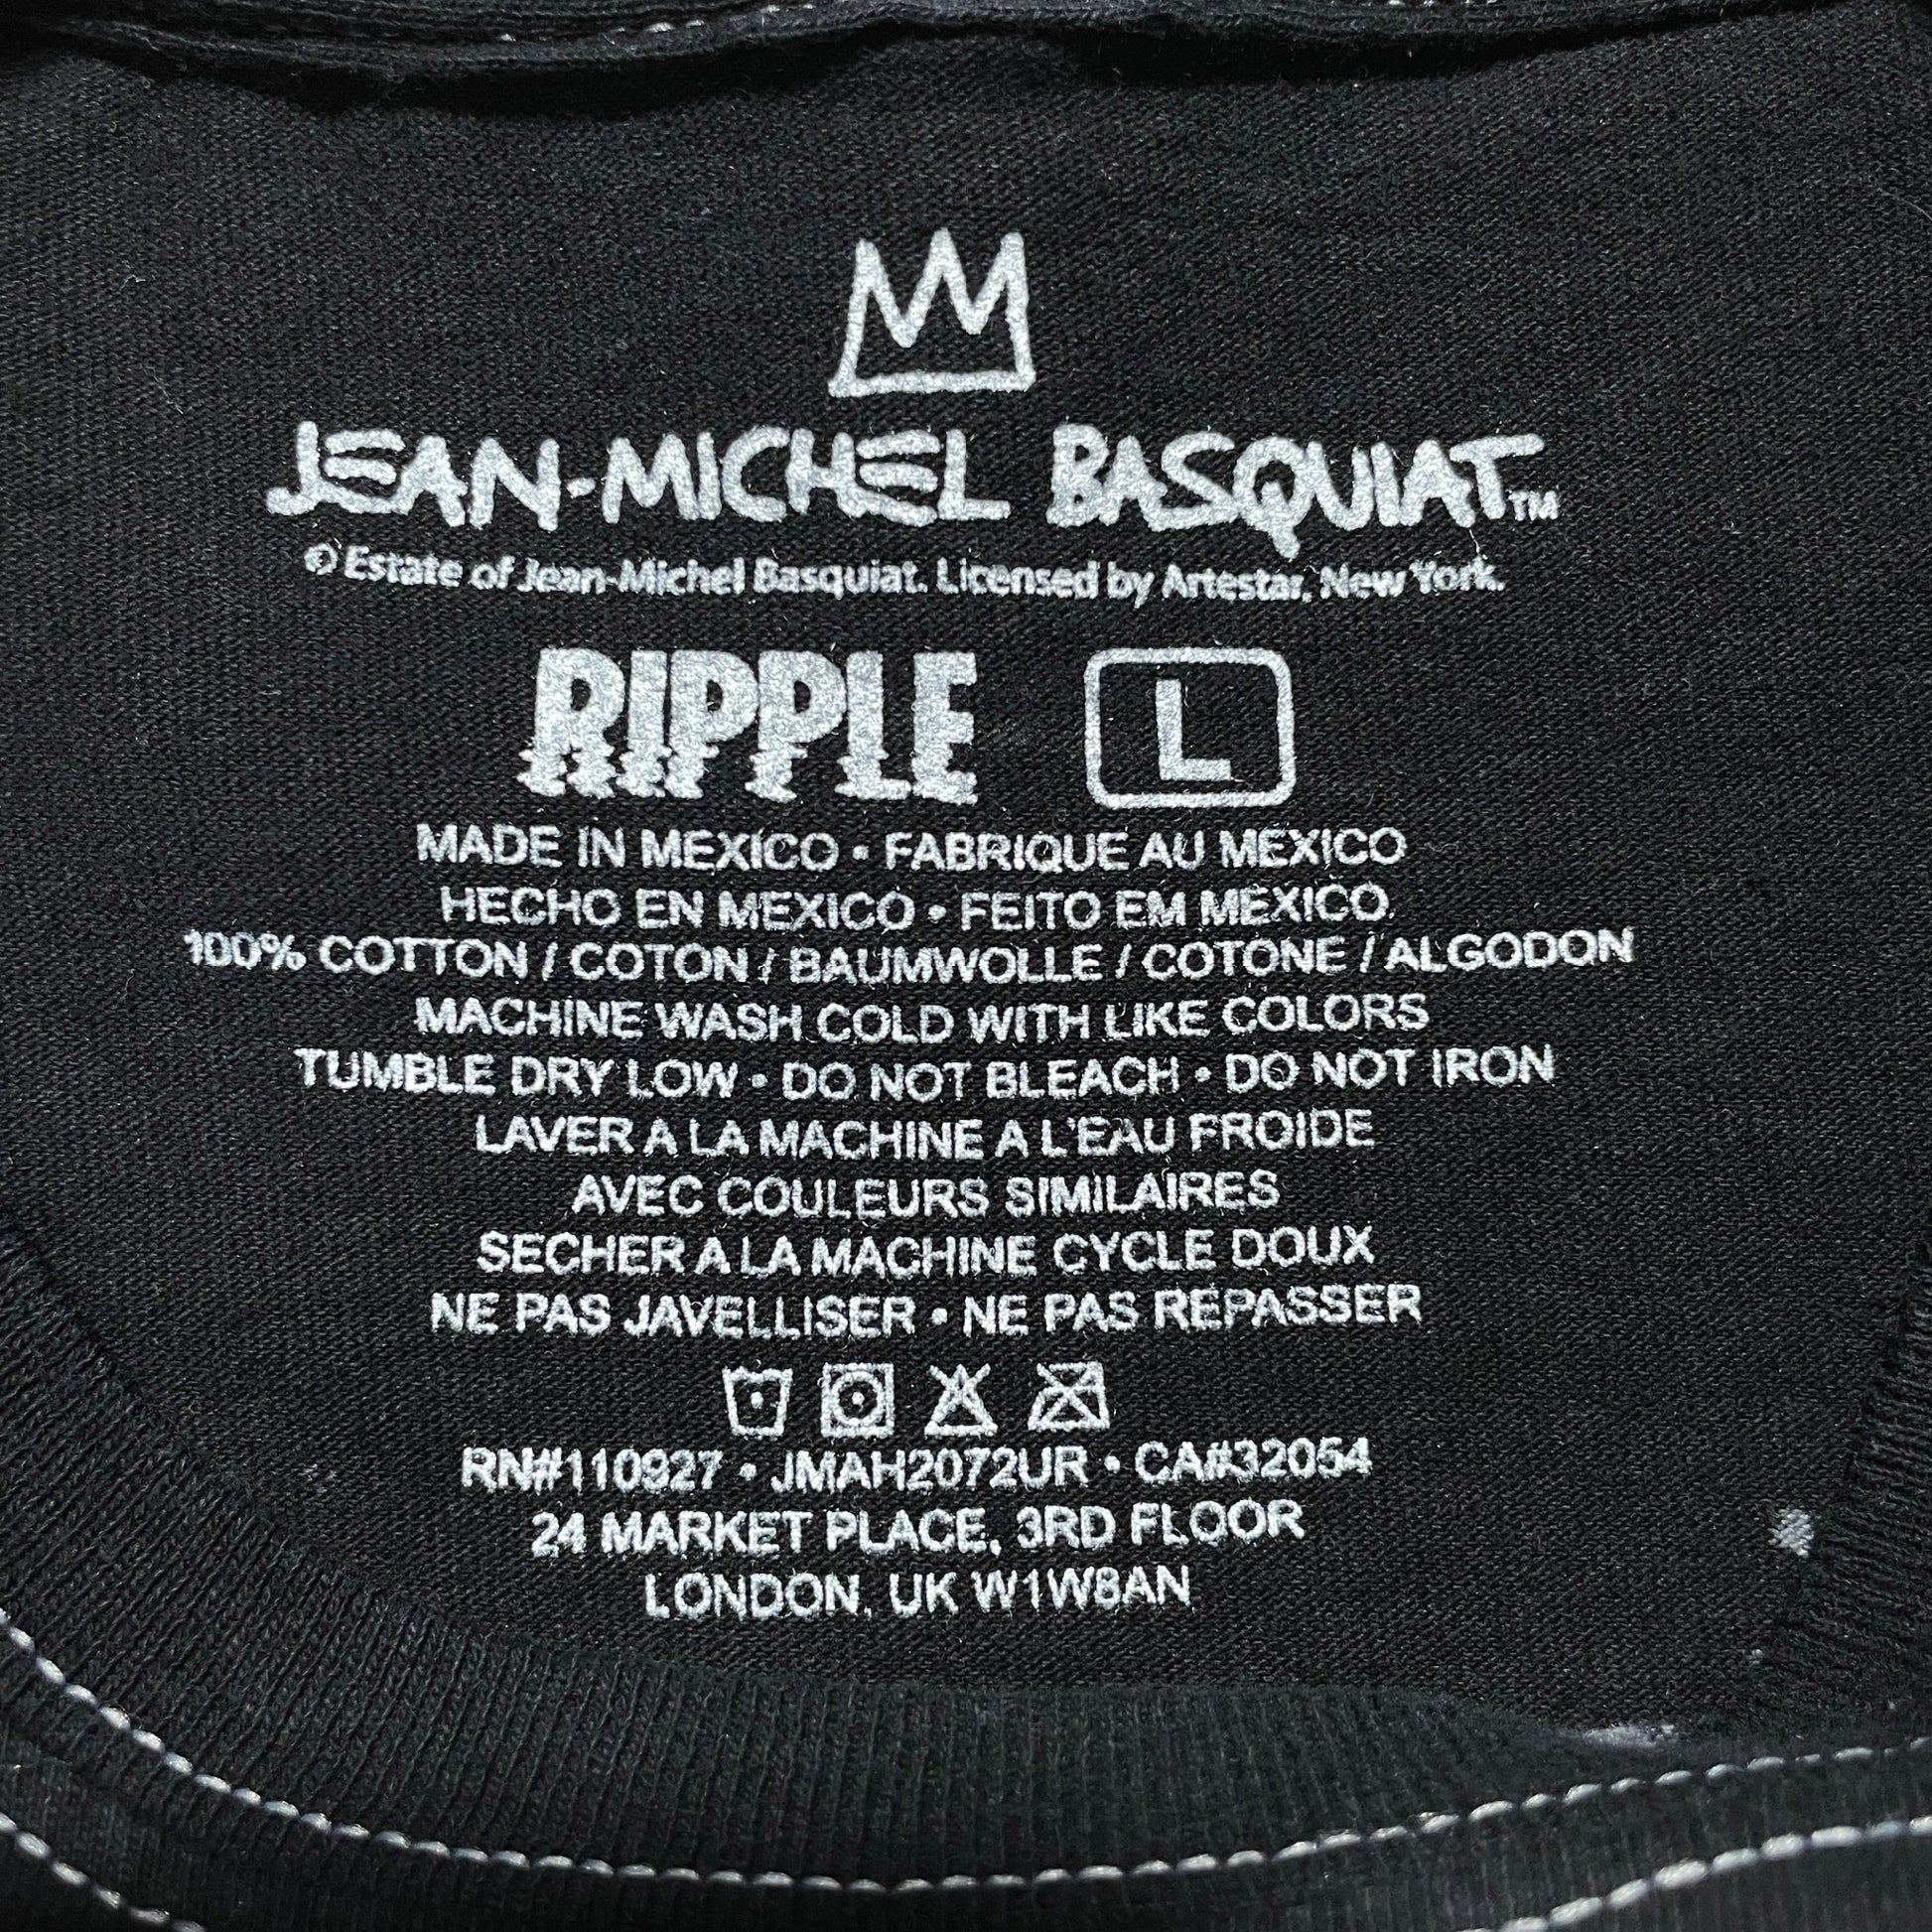 JEAN-MICHEL BASQUIAT™
© Estate of Jean-Michel Basquiat. Licensed by Artestar, New York.
RIPPLE L
MADE IN MEXICO • FABRIQUE AU MEXICO
HECHO EN MEXICO • FEITO EM MEXICO
100% COTTON / COTON / BAUMWOLLE / COTONE / ALGODON
MACHINE WASH COLD WITH LIKE COLORS
TUMBLE DRY LOW • DO NOT BLEACH • DO NOT IRON
LAVER A LA MACHINE A L'EAU FROIDE
AVEC COULEURS SIMILAIRES
SECHER A LA MACHINE CYCLE DOUX
NE PAS JAVELLISER • NE PAS REPASSER
RN#110927 • JMAH2072UR • CA#32054
24 MARKET PLACE, 3RD FLOOR
LONDON, UK W1W8AN